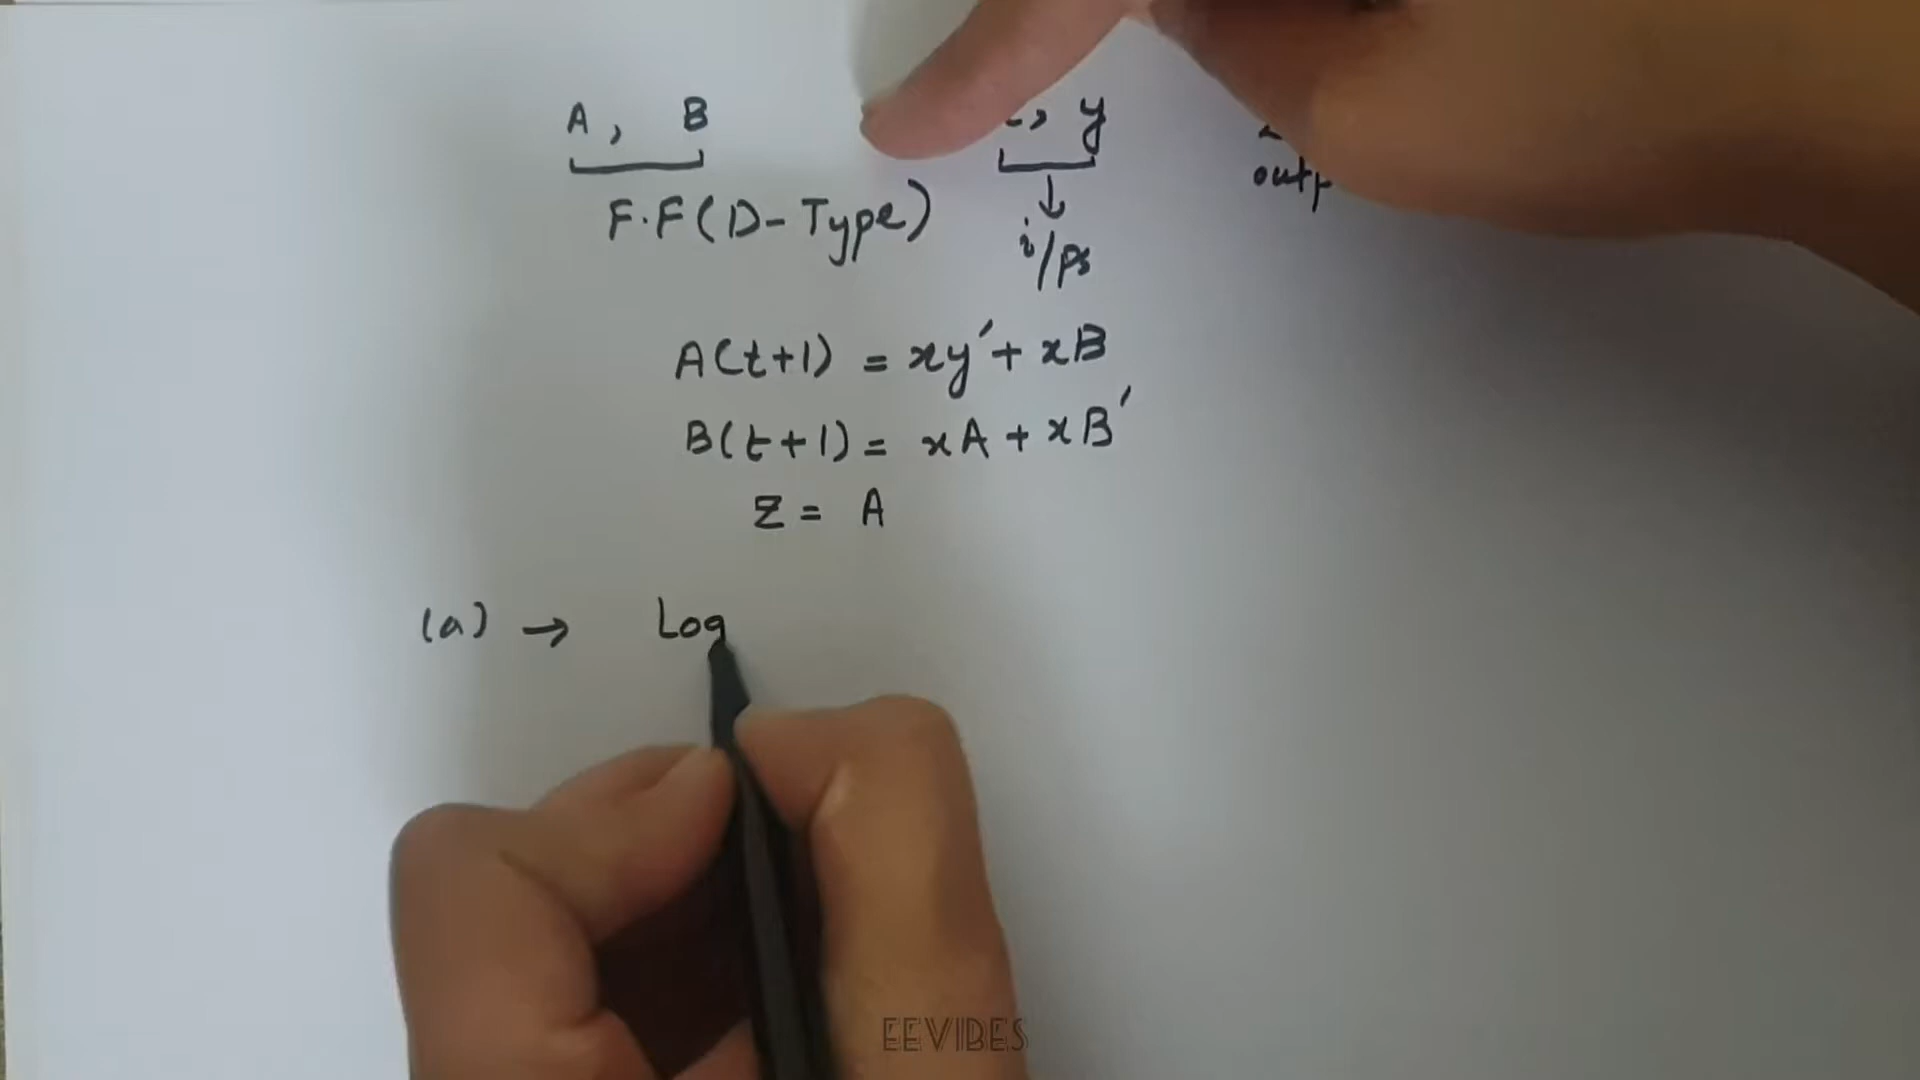 A, B y
F.F (D-Type) i/ps
A(t+1) = xy' + xB
B(t+1) = xA + xB'
Z = A
(a) → Log
EEVIBES